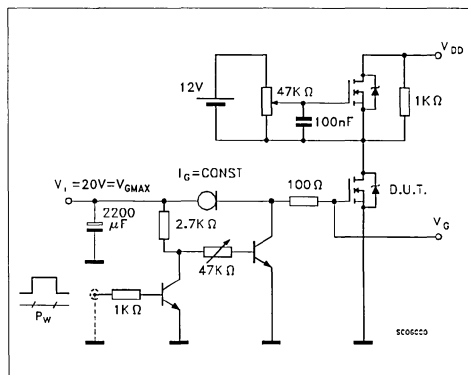 V DD
12V
47K Ω
1K Ω
100nF
I G =CONST
V i =20V=V GMAX
100 Ω
D.U.T.
2200
μF
2.7K Ω
V G
47K Ω
1K Ω
P W
SC06000